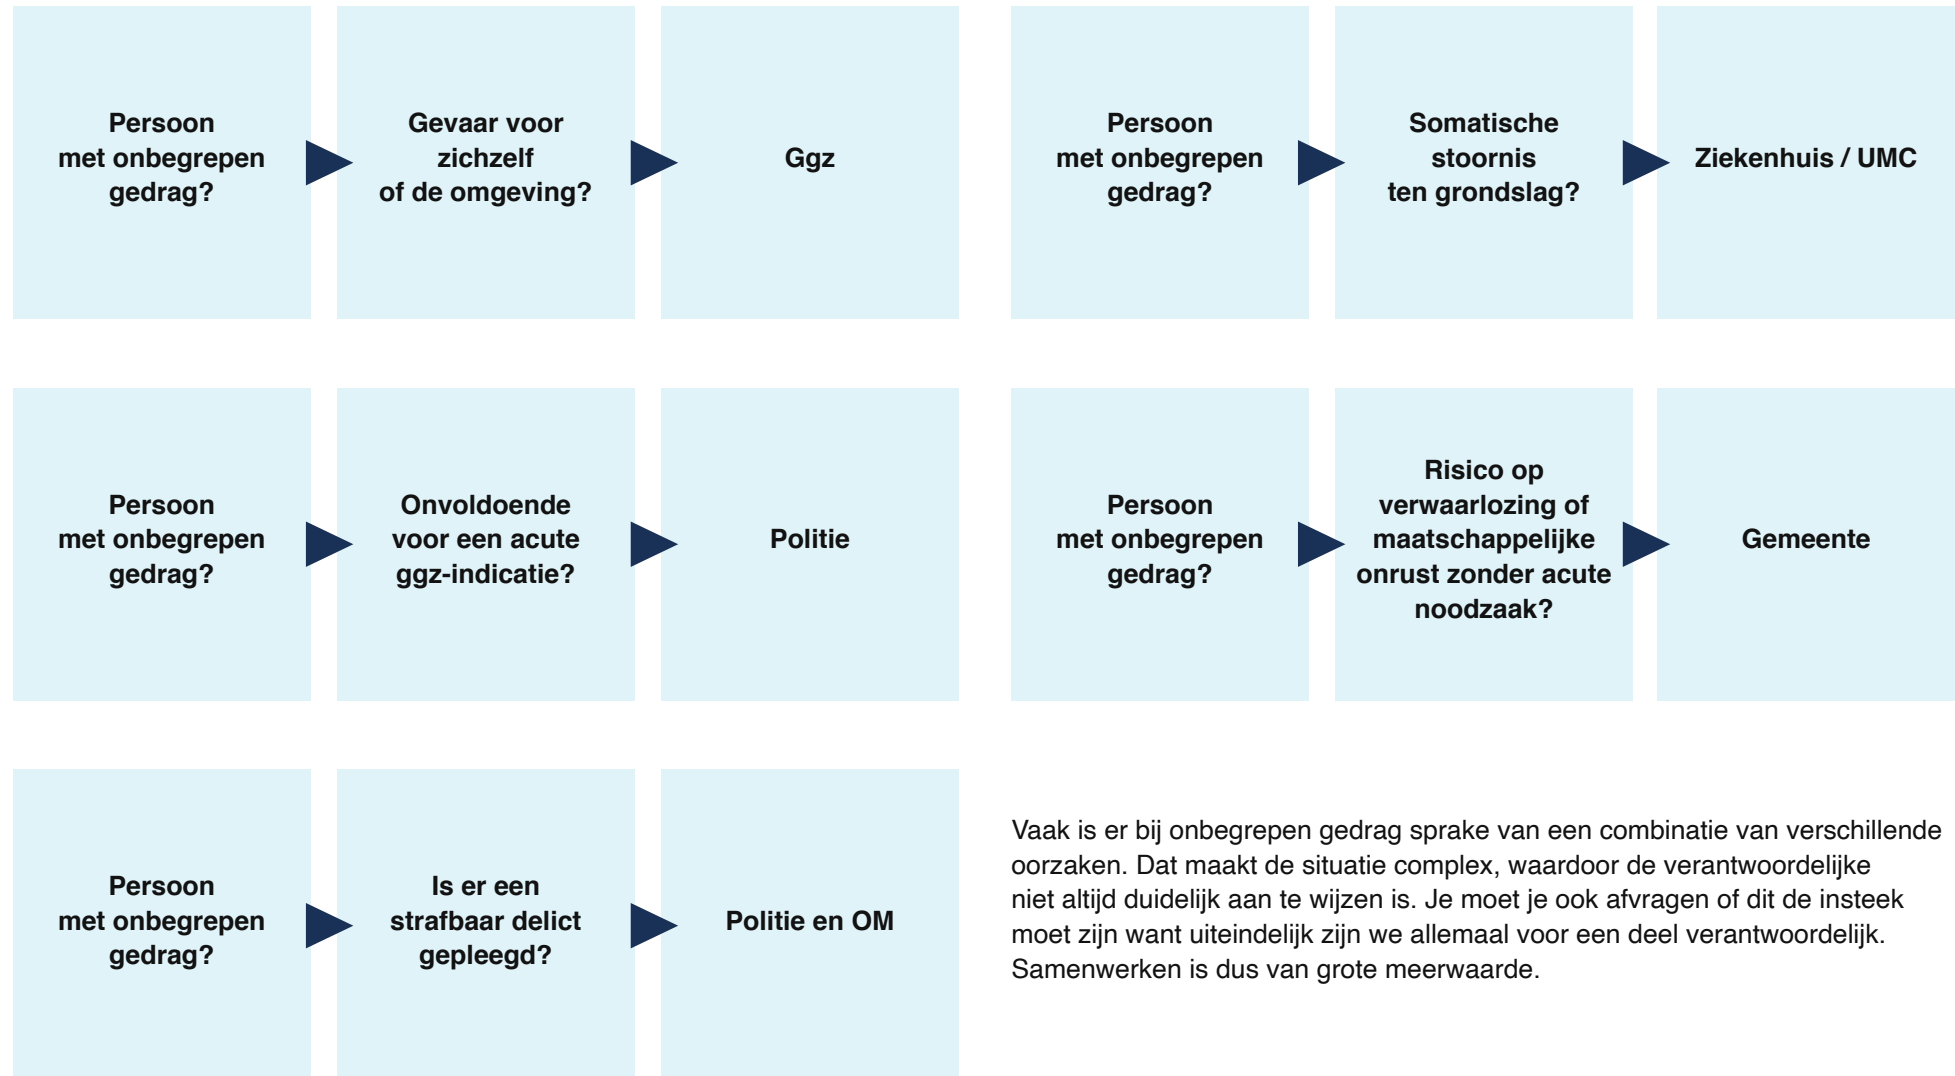 Persoon
met onbegrepen
gedrag?
Gevaar voor
zichzelf
of de omgeving?
Ggz
Persoon
met onbegrepen
gedrag?
Somatische
stoornis
ten grondslag?
Ziekenhuis / UMC
Persoon
met onbegrepen
gedrag?
Onvoldoende
voor een acute
ggz-indicatie?
Politie
Persoon
met onbegrepen
gedrag?
Risico op
verwaarlozing of
maatschappelijke
onrust zonder acute
noodzaak?
Gemeente
Persoon
met onbegrepen
gedrag?
Is er een
strafbaar delict
gepleegd?
Politie en OM
Vaak is er bij onbegrepen gedrag sprake van een combinatie van verschillende
oorzaken. Dat maakt de situatie complex, waardoor de verantwoordelijke
niet altijd duidelijk aan te wijzen is. Je moet je ook afvragen of dit de insteek
moet zijn want uiteindelijk zijn we allemaal voor een deel verantwoordelijk.
Samenwerken is dus van grote meerwaarde.